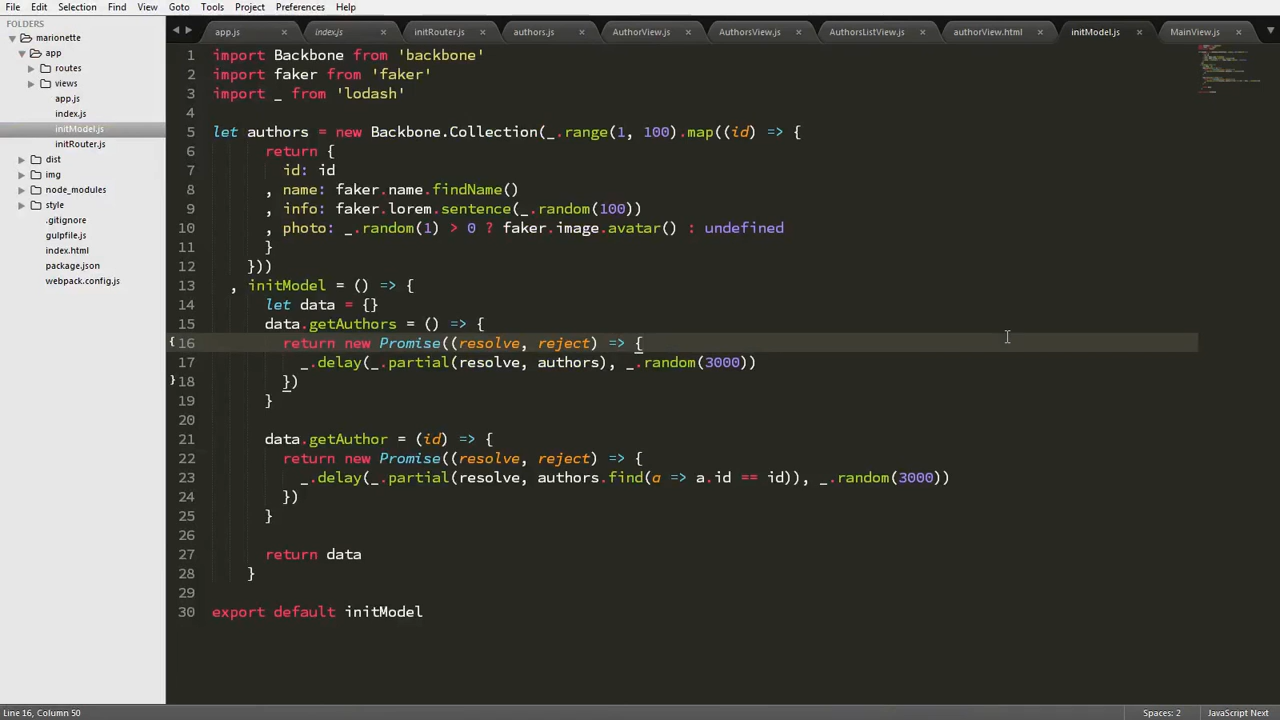 File Edit Selection Find View Goto Tools Project Preferences Help
FOLDERS
marionette
app
routes
views
app.js
index.js
initModel.js
initRouter.js
dist
img
node_modules
style
.gitignore
gulpfile.js
index.html
package.json
webpack.config.js
app.js index.js initRouter.js authors.js AuthorView.js AuthorsView.js AuthorsListView.js authorView.html initModel.js MainView.js
1 import Backbone from 'backbone'
2 import faker from 'faker'
3 import _ from 'lodash'
4
5 let authors = new Backbone.Collection(_.range(1, 100).map((id) => {
6 return {
7 id: id
8 , name: faker.name.findName()
9 , info: faker.lorem.sentence(_.random(100))
10 , photo: _.random(1) > 0 ? faker.image.avatar() : undefined
11 }
12 }))
13 , initModel = () => {
14 let data = {}
15 data.getAuthors = () => {
16 return new Promise((resolve, reject) => {
17 _.delay(_.partial(resolve, authors), _.random(3000))
18 })
19 }
20
21 data.getAuthor = (id) => {
22 return new Promise((resolve, reject) => {
23 _.delay(_.partial(resolve, authors.find(a => a.id == id)), _.random(3000))
24 })
25 }
26
27 return data
28 }
29
30 export default initModel
Line 16, Column 50 Spaces: 2 JavaScript Next